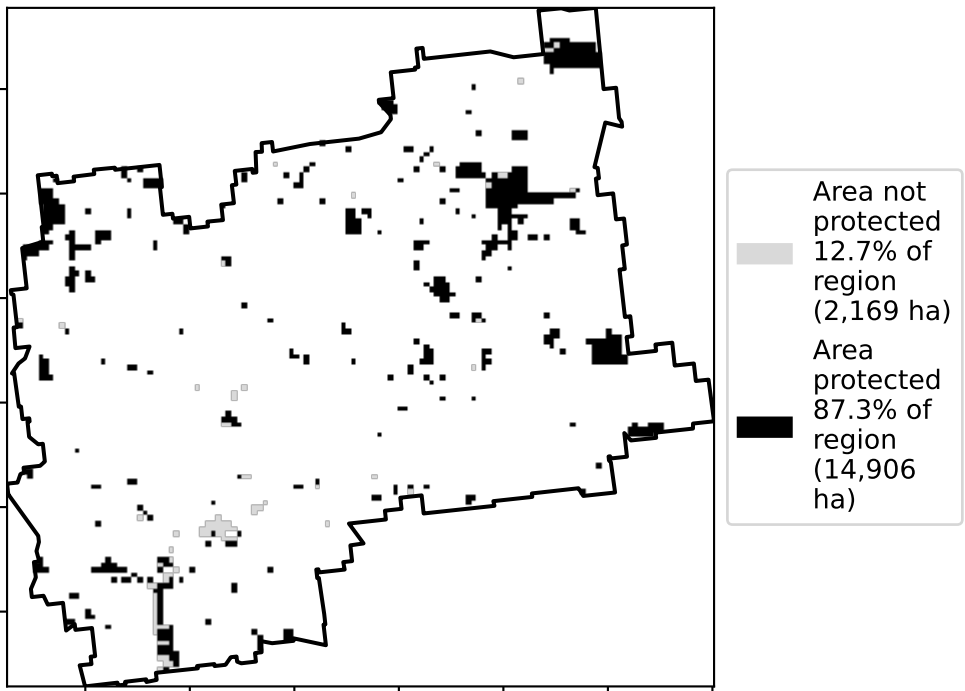 Area not
protected
12.7% of
region
(2,169 ha)
Area
protected
87.3% of
region
(14,906
ha)